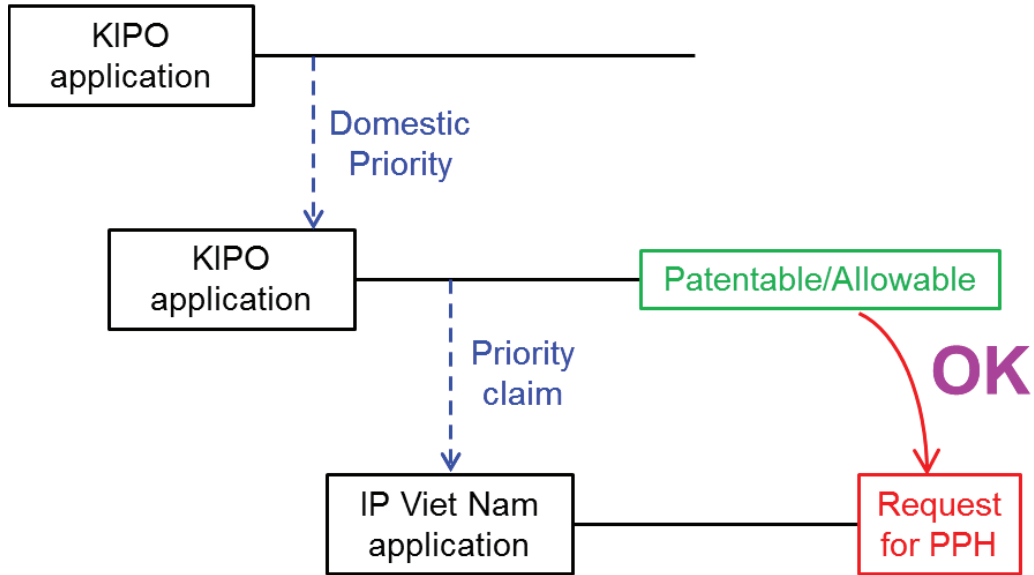 KIPO
application
Domestic
Priority
KIPO
application
Patentable/Allowable
Priority
claim
OK
IP Viet Nam
application
Request
for PPH